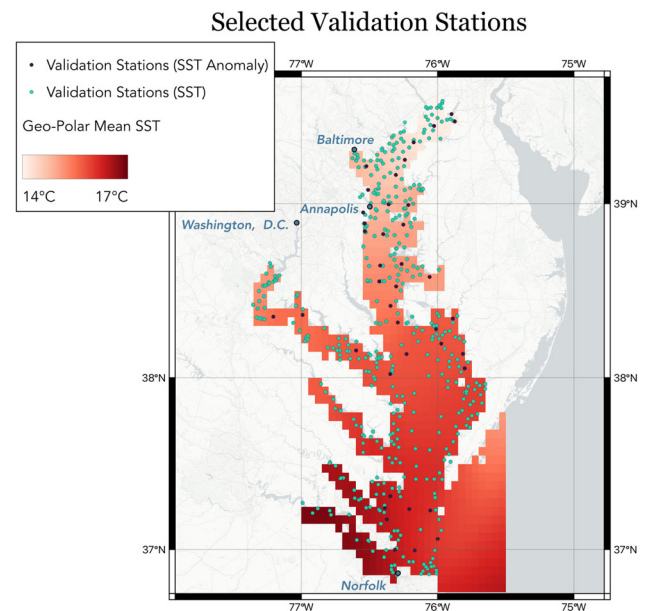 Selected Validation Stations
Validation Stations (SST Anomaly)
Validation Stations (SST)
Geo-Polar Mean SST
14°C 17°C
77°W 76°W 75°W
Baltimore
Annapolis
39°N 39°N
Washington, D.C.
38°N 38°N
37°N 37°N
Norfolk
77°W 76°W 75°W